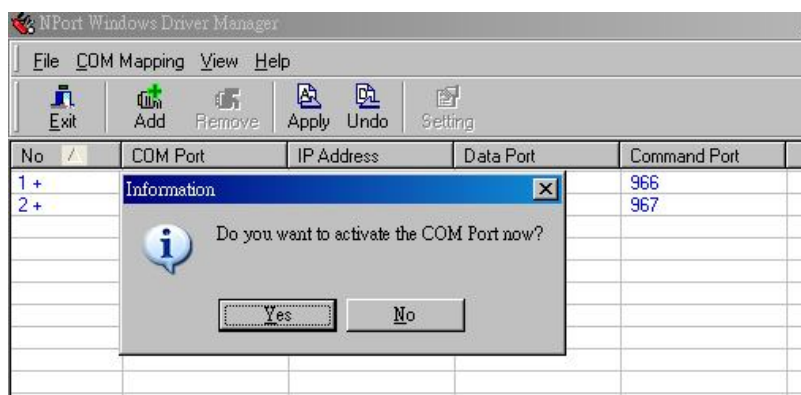 NPort Windows Driver Manager
File COM Mapping View Help
Exit Add Remove Apply Undo Setting
No COM Port IP Address Data Port Command Port
1 + 966
2 + 967
Information
Do you want to activate the COM Port now?
Yes No